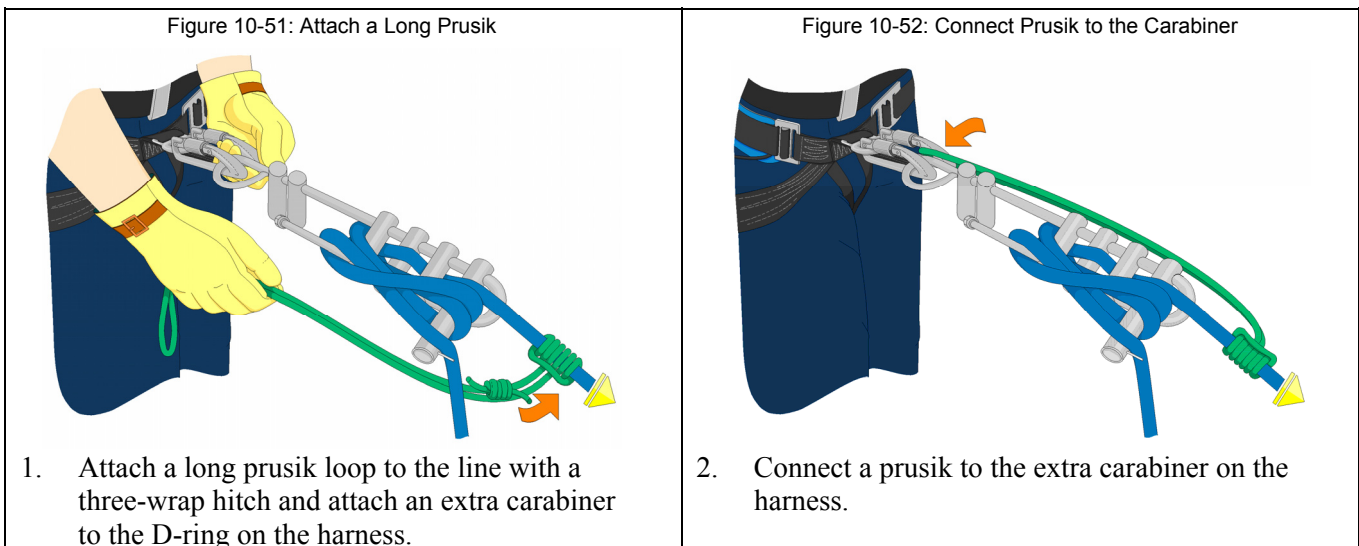 Figure 10-51: Attach a Long Prusik
1. Attach a long prusik loop to the line with a
three-wrap hitch and attach an extra carabiner
to the D-ring on the harness.
Figure 10-52: Connect Prusik to the Carabiner
2. Connect a prusik to the extra carabiner on the
harness.